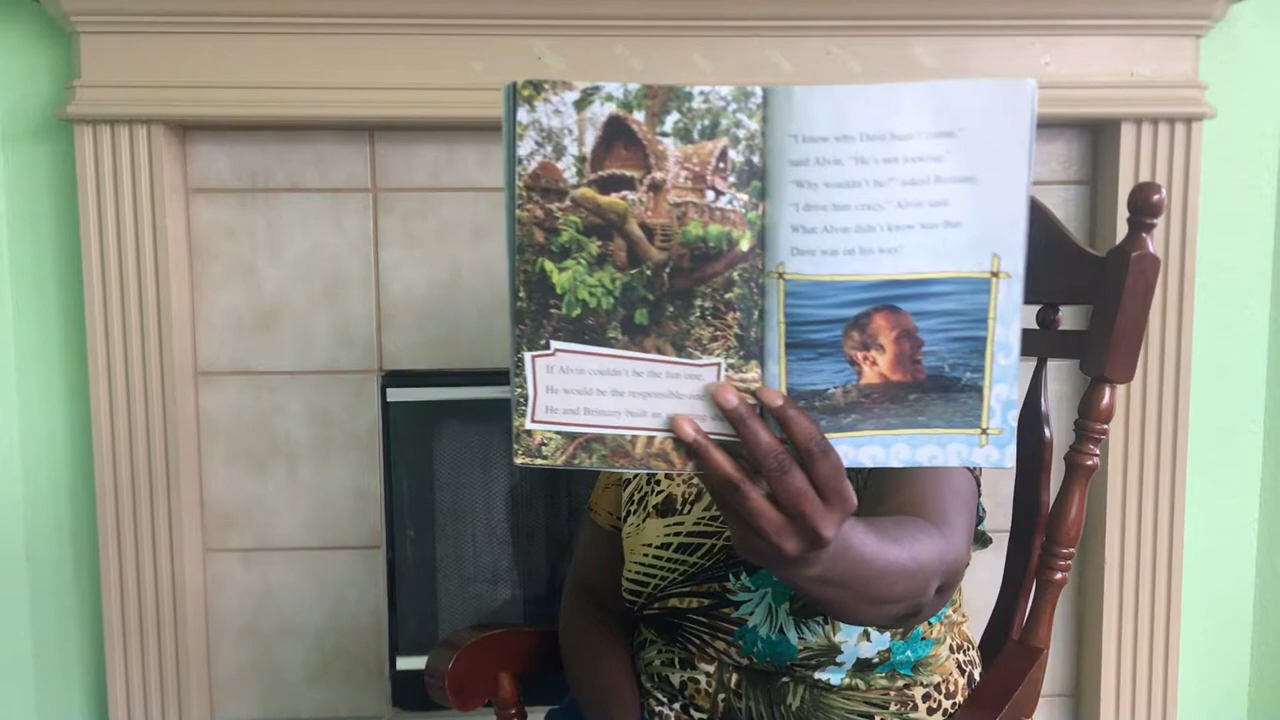 If Alvin couldn't be the fun one,
He would be the responsible
He and Brittany built an
"I know why Dave hasn't come,"
said Alvin. "He's not looking."
"Why wouldn't he?" asked Brittany.
"I drive him crazy," Alvin said.
What Alvin didn't know was that
Dave was on his way!